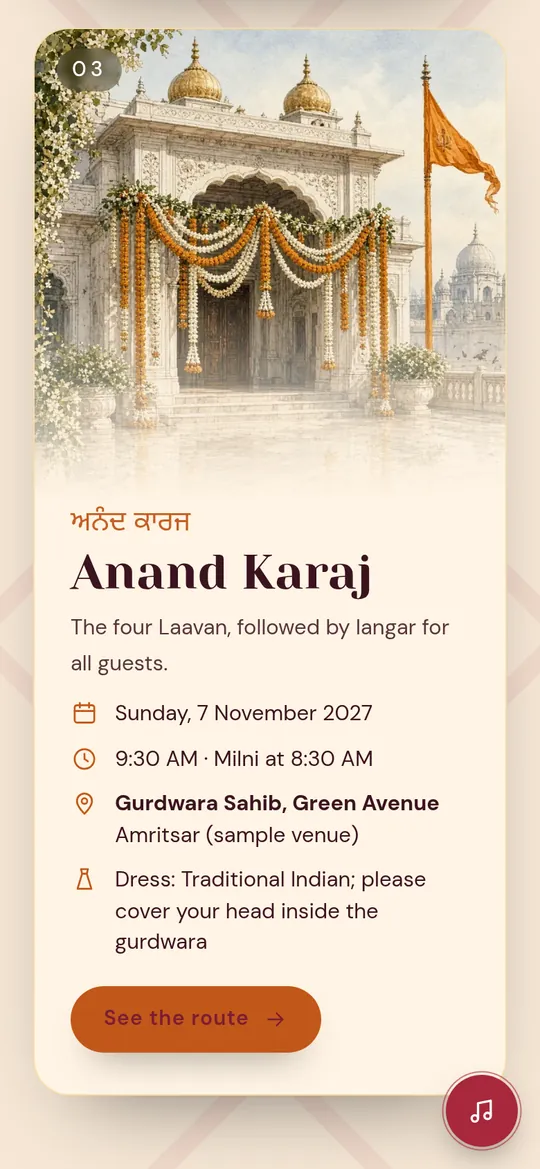 03
ਅਨੰਦ ਕਾਰਜ
Anand Karaj
The four Laavan, followed by langar for
all guests.
Sunday, 7 November 2027
9:30 AM · Milni at 8:30 AM
Gurdwara Sahib, Green Avenue
Amritsar (sample venue)
Dress: Traditional Indian; please
cover your head inside the
gurdwara
See the route →